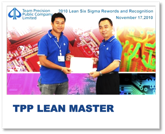 Team Precision
Public Company
Limited
2010 Lean Six Sigma Rewards and Recognition
November 17, 2010
TPP LEAN MASTER